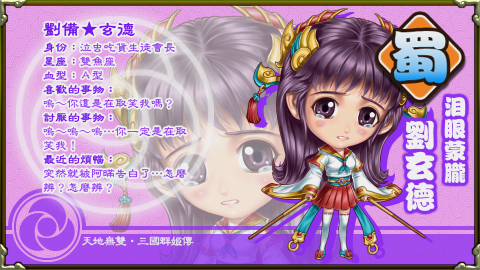 劉備★玄德
身份：泣虫吃貨生徒會長
星座：雙魚座
血型：A型
喜歡的事物：
嗚～你這是在取笑我嗎？
討厭的事物：
嗚～嗚～嗚…你一定是在取
笑我！
最近的煩惱：
突然就被阿瞞告白了…怎麼
辦？怎麼辦？
蜀
淚眼蒙朧
劉玄德
天地無雙·三國群姬傳